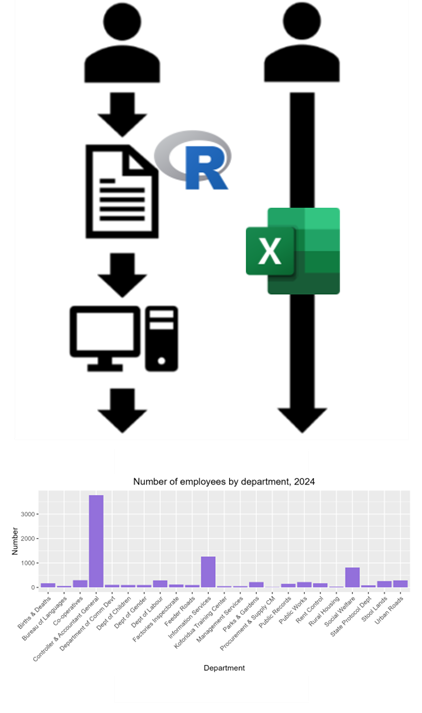 R
X
Number of employees by department, 2024
Number
3000
2000
1000
0
Births & Deaths
Bureau of Languages
Co-operatives
Controller & Accountant General
Department of Comm Devt
Dept of Children
Dept of Gender
Dept of Labour
Factories Inspectorate
Feeder Roads
Information Services
Koforidua Training Center
Management Services
Parks & Gardens
Procurement & Supply CM
Public Records
Public Works
Rent Control
Rural Housing
Social Welfare
State Protocol Dept
Stool Lands
Urban Roads
Department